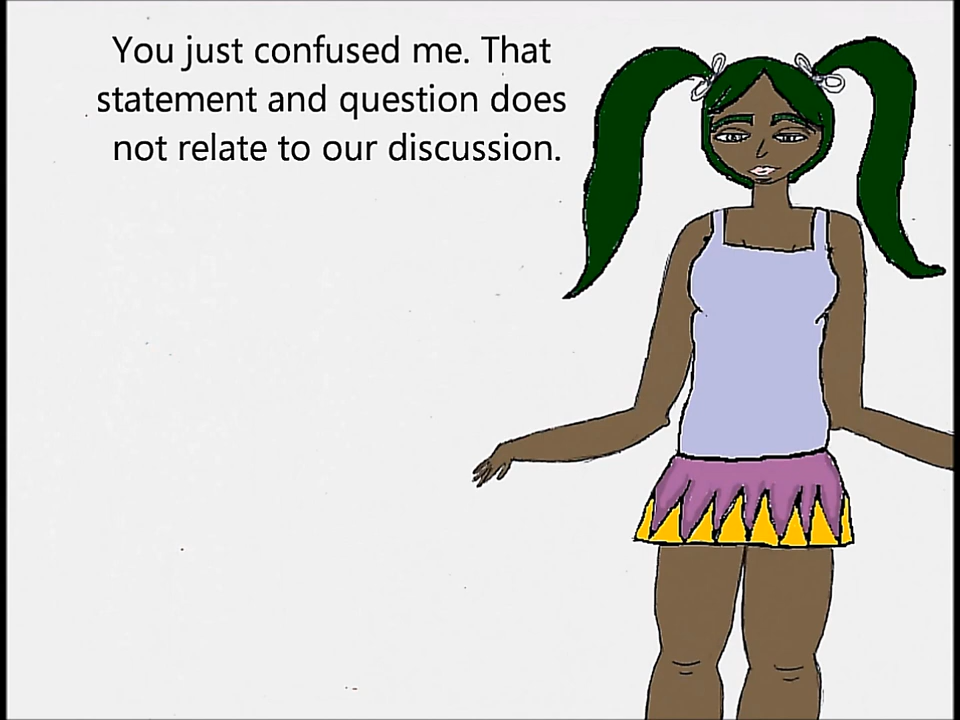 You just confused me. That
statement and question does
not relate to our discussion.